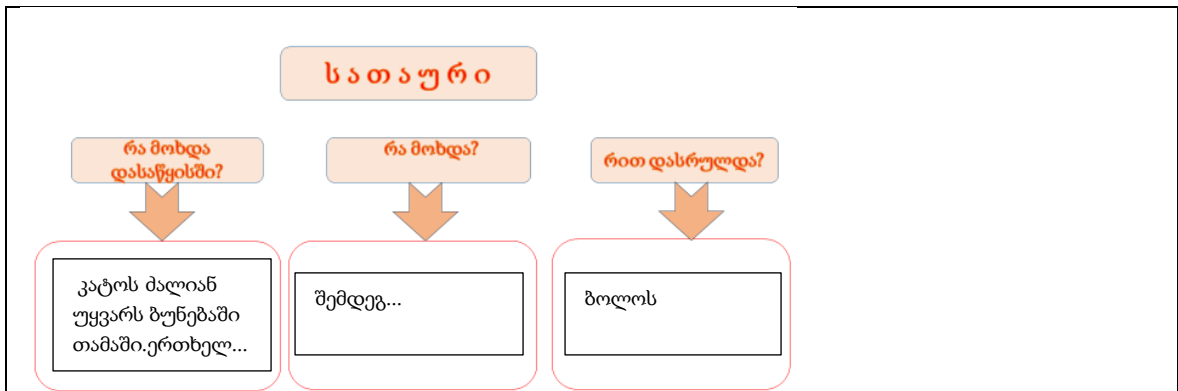 ს ა თ ა უ რ ი
რა მოხდა
დასაწყისში?
რა მოხდა?
რით დასრულდა?
კატოს ძალიან
უყვარს ბუნებაში
თამაში.ერთხელ...
შემდეგ...
ბოლოს